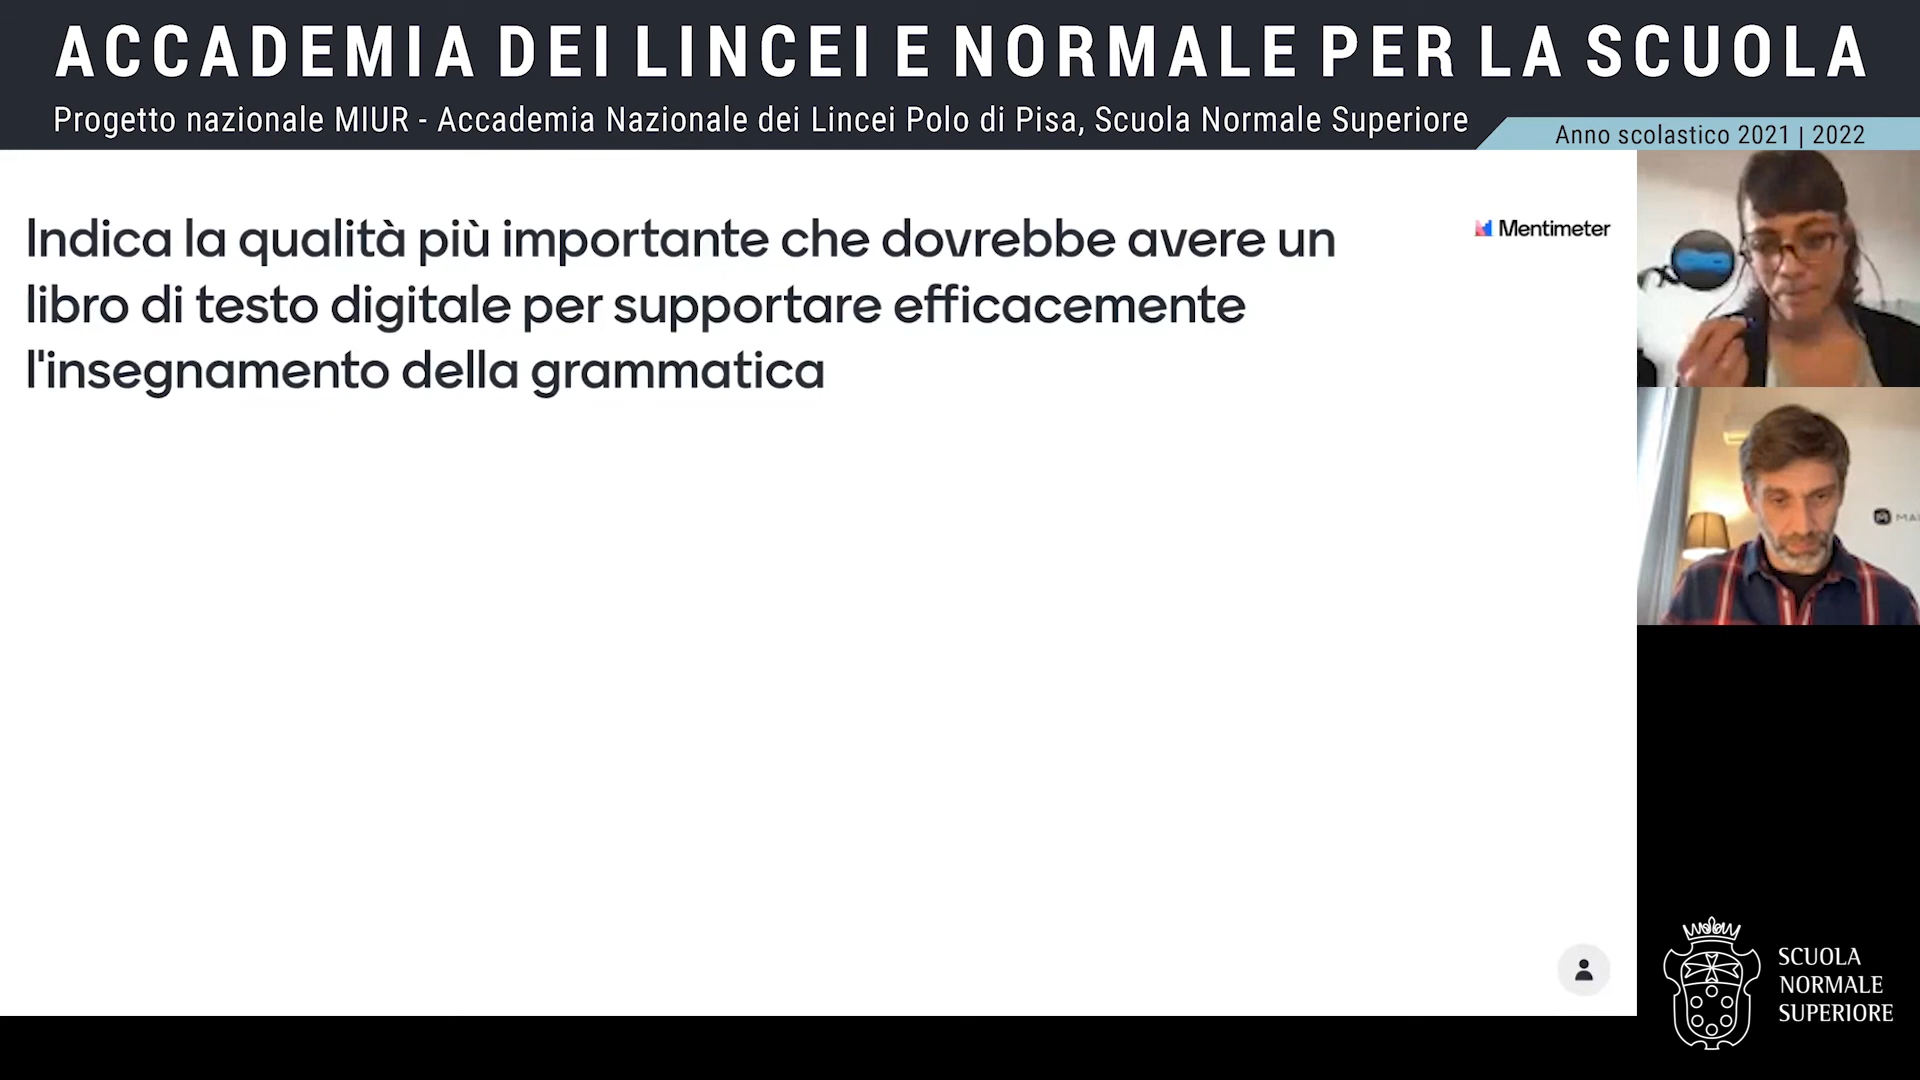 ACCADEMIA DEI LINCEI E NORMALE PER LA SCUOLA
Progetto nazionale MIUR - Accademia Nazionale dei Lincei Polo di Pisa, Scuola Normale Superiore
Anno scolastico 2021 | 2022
Indica la qualità più importante che dovrebbe avere un
libro di testo digitale per supportare efficacemente
l'insegnamento della grammatica
Mentimeter
SCUOLA
NORMALE
SUPERIORE